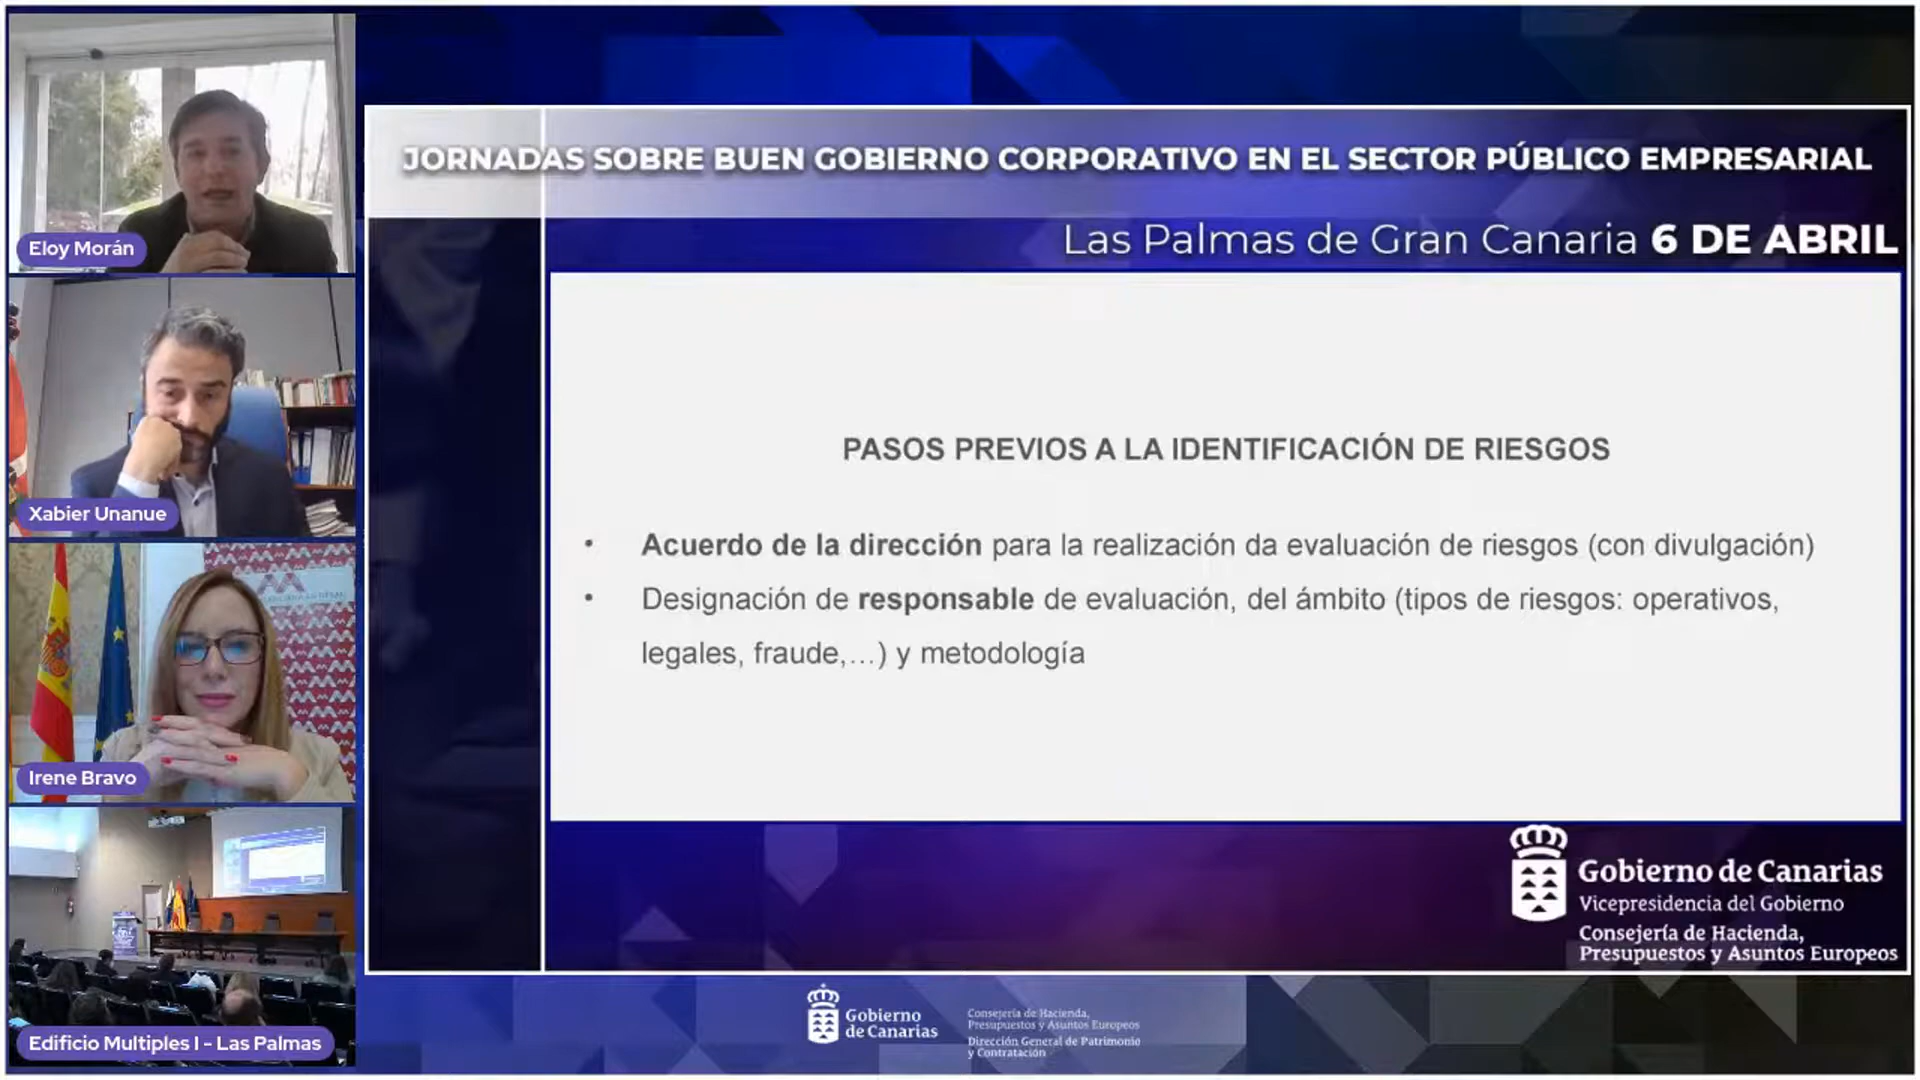 Eloy Morán
Xabier Unanue
Irene Bravo
Edificio Multiples I - Las Palmas
JORNADAS SOBRE BUEN GOBIERNO CORPORATIVO EN EL SECTOR PÚBLICO EMPRESARIAL
Las Palmas de Gran Canaria 6 DE ABRIL
PASOS PREVIOS A LA IDENTIFICACIÓN DE RIESGOS
• Acuerdo de la dirección para la realización da evaluación de riesgos (con divulgación)
• Designación de responsable de evaluación, del ámbito (tipos de riesgos: operativos,
legales, fraude,…) y metodología
Gobierno de Canarias
Vicepresidencia del Gobierno
Consejería de Hacienda,
Presupuestos y Asuntos Europeos
Gobierno
de Canarias
Consejería de Hacienda,
Presupuestos y Asuntos Europeos
Dirección General de Patrimonio
y Contratación